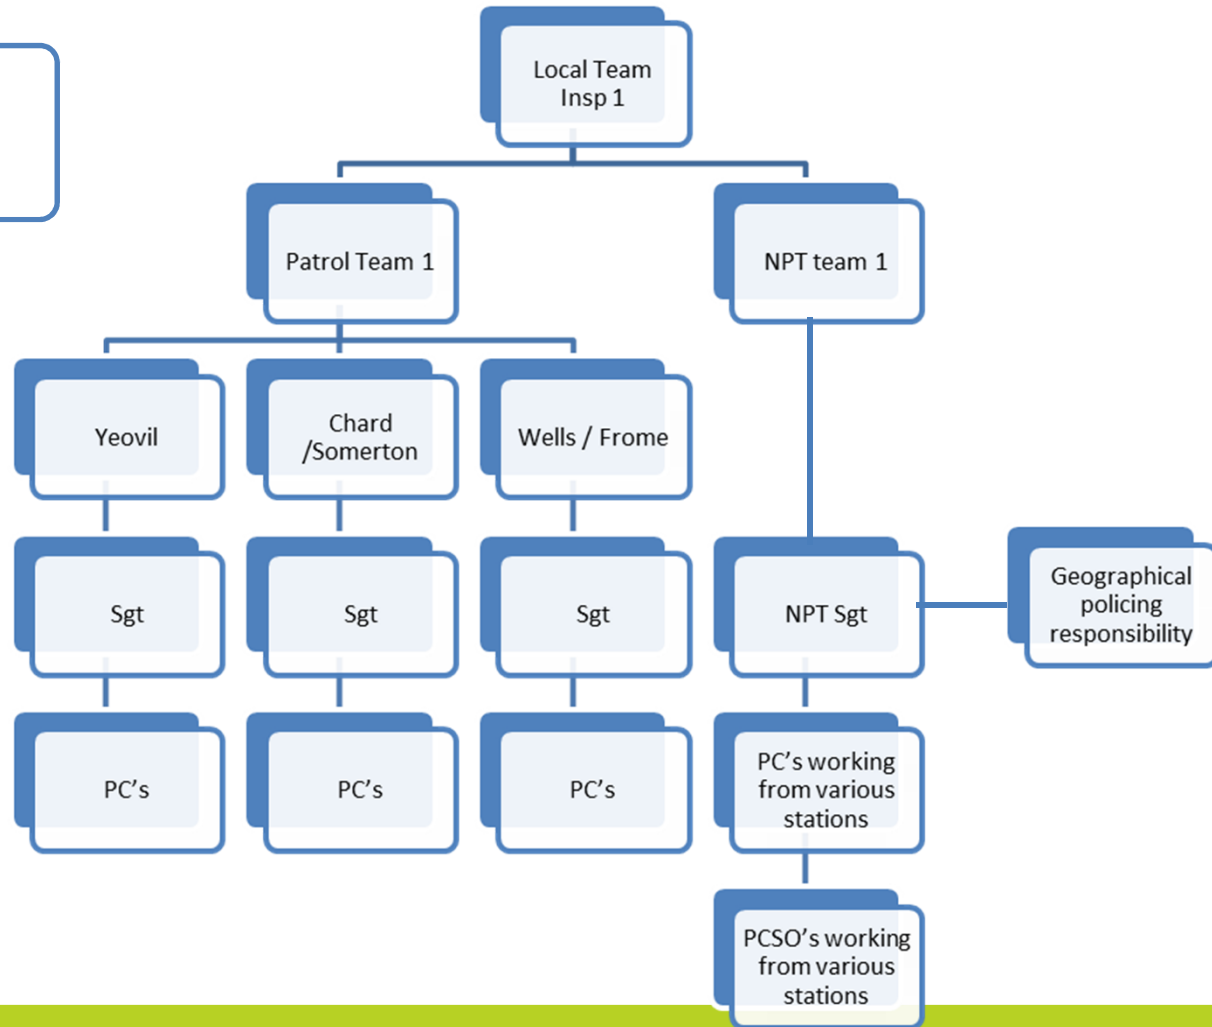 Local Team
Insp 1
Patrol Team 1
NPT team 1
Yeovil
Chard
/Somerton
Wells / Frome
Sgt
Sgt
Sgt
NPT Sgt
Geographical
policing
responsibility
PC’s
PC’s
PC’s
PC’s working
from various
stations
PCSO’s working
from various
stations